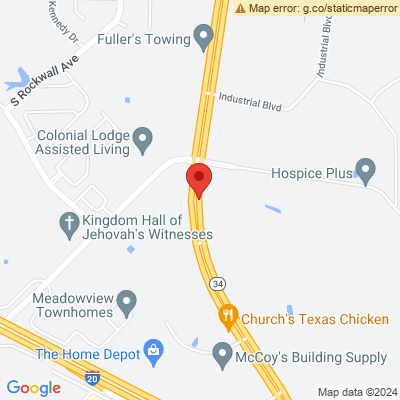 Map error: g.co/staticmaperror
Kennedy Dr
Fuller's Towing
Industrial Blvd
S Rockwall Ave
Industrial Blvd
Colonial Lodge
Assisted Living
Hospice Plus
Kingdom Hall of
Jehovah's Witnesses
34
Meadowview
Townhomes
Church's Texas Chicken
The Home Depot
McCoy's Building Supply
20
Google
Map data ©2024